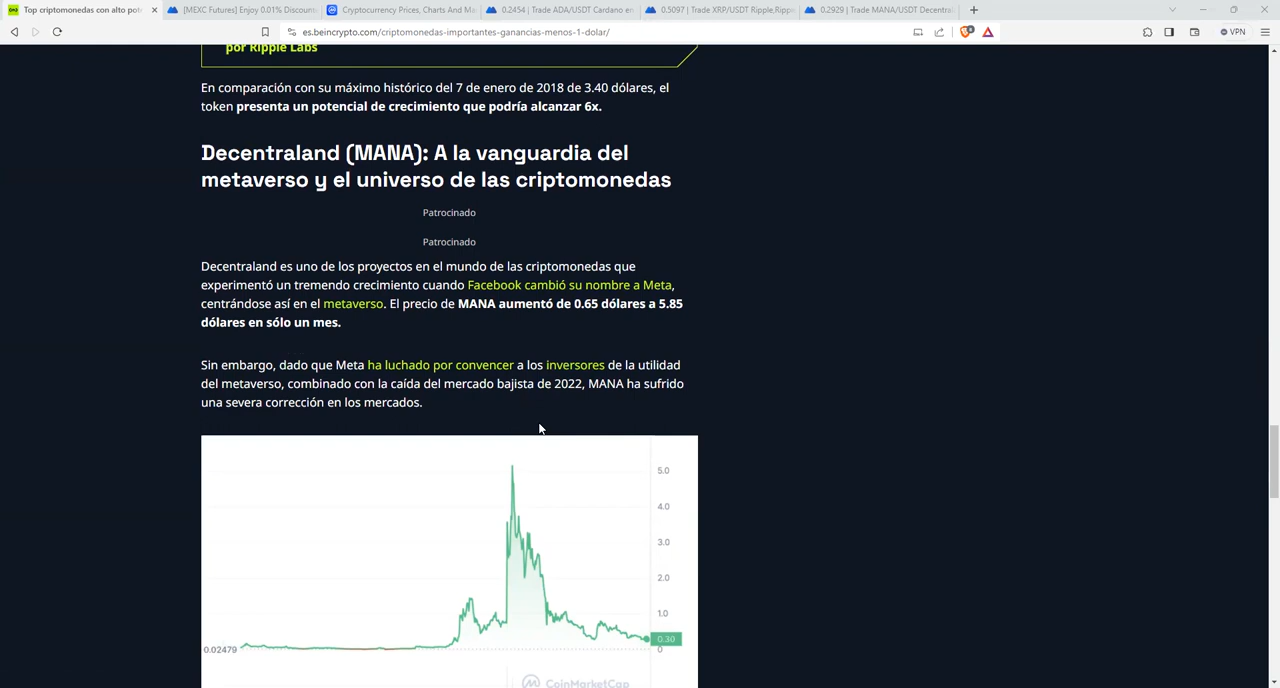 Top criptomonedas con alto pot
[MEXC Futures] Enjoy 0.01% Discount
Cryptocurrency Prices, Charts And Ma
0.2454 | Trade ADA/USDT Cardano en
0.5097 | Trade XRP/USDT Ripple,Ripp
0.2929 | Trade MANA/USDT Decentral
es.beincrypto.com/criptomonedas-importantes-ganancias-menos-1-dolar/
VPN
por Ripple Labs
En comparación con su máximo histórico del 7 de enero de 2018 de 3.40 dólares, el
token presenta un potencial de crecimiento que podría alcanzar 6x.
Decentraland (MANA): A la vanguardia del
metaverso y el universo de las criptomonedas
Patrocinado
Patrocinado
Decentraland es uno de los proyectos en el mundo de las criptomonedas que
experimentó un tremendo crecimiento cuando Facebook cambió su nombre a Meta,
centrándose así en el metaverso. El precio de MANA aumentó de 0.65 dólares a 5.85
dólares en sólo un mes.
Sin embargo, dado que Meta ha luchado por convencer a los inversores de la utilidad
del metaverso, combinado con la caída del mercado bajista de 2022, MANA ha sufrido
una severa corrección en los mercados.
5.0
4.0
3.0
2.0
1.0
0.30
0.02479
0
CoinMarketCap